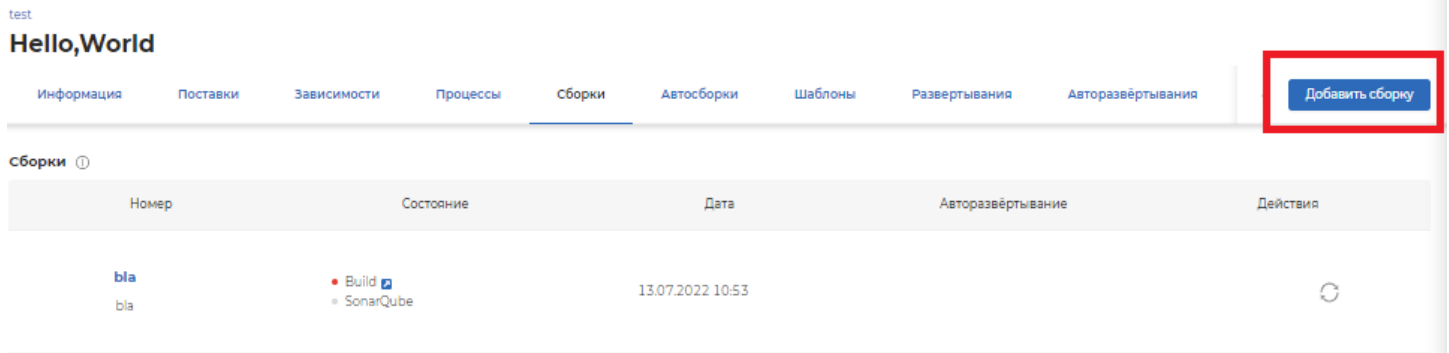 test
Hello,World
Информация Поставки Зависимости Процессы Сборки Автосборки Шаблоны Развертывания Авторазвёртывания Добавить сборку
Сборки
Номер Состояние Дата Авторазвёртывание Действия
bla
bla
Build
SonarQube
13.07.2022 10:53